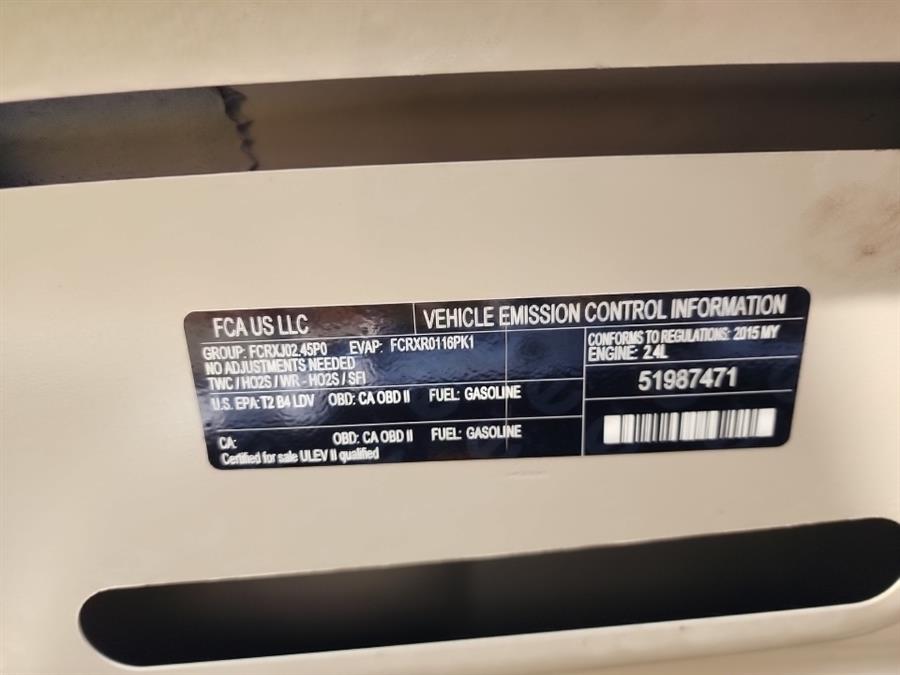 FCA US LLC
VEHICLE EMISSION CONTROL INFORMATION
GROUP: FCRXJ02.45P0 EVAP: FCRXR0116PK1
NO ADJUSTMENTS NEEDED
TWC / HO2S / WR - HO2S / SFI
U.S. EPA: T2 B4 LDV OBD: CA OBD II FUEL: GASOLINE
CA: OBD: CA OBD II FUEL: GASOLINE
Certified for sale ULEV II qualified
CONFORMS TO REGULATIONS: 2015 MY
ENGINE: 2.4L
51987471